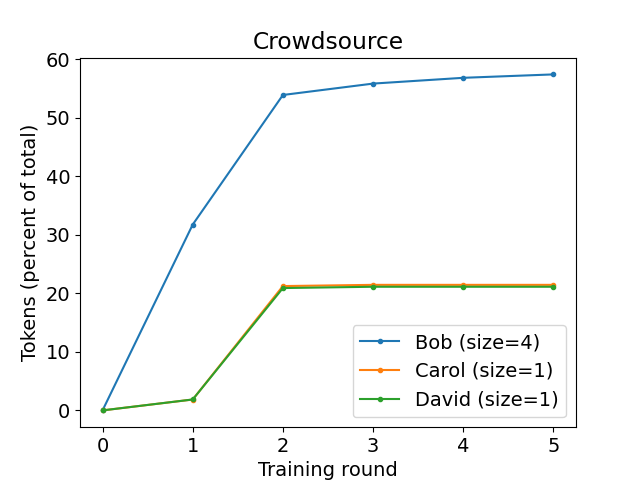 Crowdsource
Tokens (percent of total)
60
50
40
30
20
10
0
Bob (size=4)
Carol (size=1)
David (size=1)
0 1 2 3 4 5
Training round